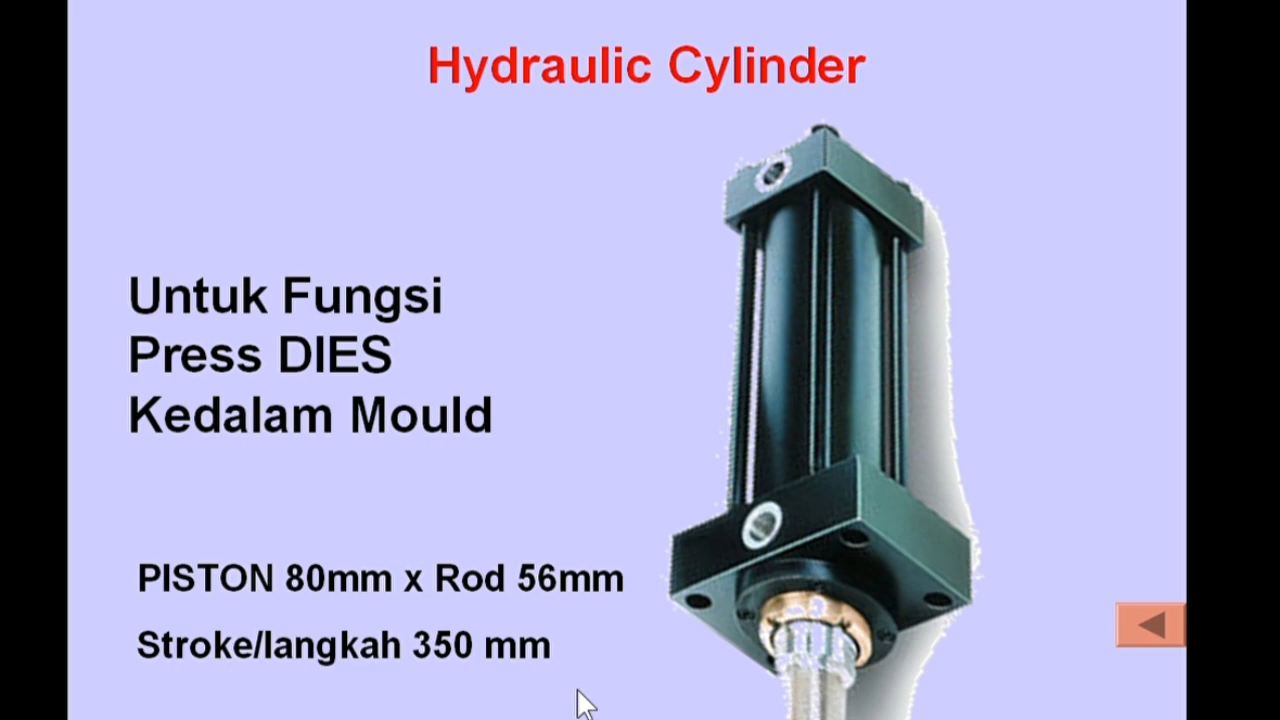 Hydraulic Cylinder
Untuk Fungsi
Press DIES
Kedalam Mould
PISTON 80mm x Rod 56mm
Stroke/langkah 350 mm